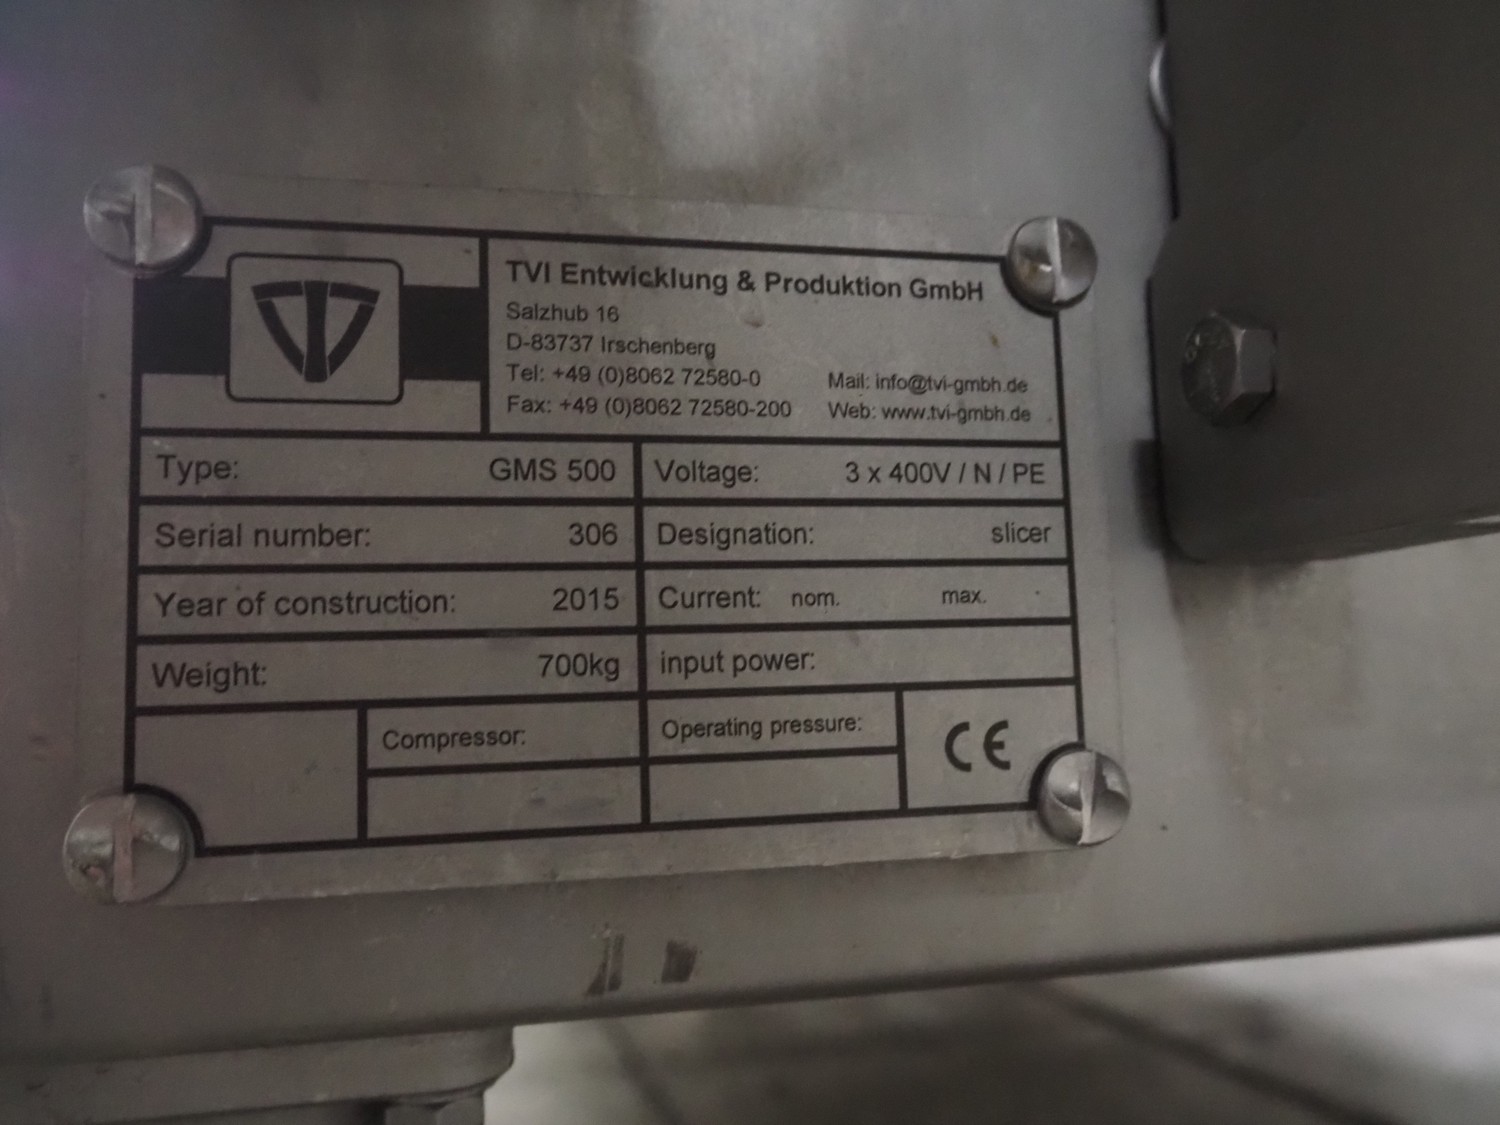 TVI Entwicklung & Produktion GmbH
Salzhub 16
D-83737 Irschenberg
Tel: +49 (0)8062 72580-0 Mail: info@tvi-gmbh.de
Fax: +49 (0)8062 72580-200 Web: www.tvi-gmbh.de
Type: GMS 500 Voltage: 3 x 400V / N / PE
Serial number: 306 Designation: slicer
Year of construction: 2015 Current: nom. max.
Weight: 700kg input power:
Compressor: Operating pressure:
CE